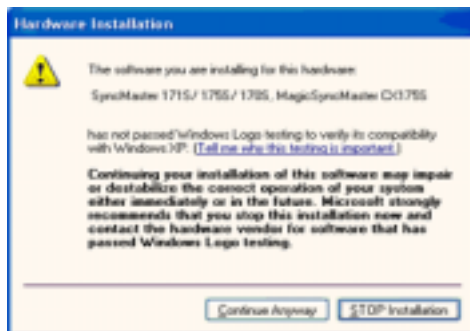 Hardware Installation
The software you are installing for this hardware:
SyncMaster 171S/ 175S/ 170S, MagicSyncMaster CX175S
has not passed Windows Logo testing to verify its compatibility
with Windows XP. (Tell me why this testing is important.)
Continuing your installation of this software may impair
or destabilize the correct operation of your system
either immediately or in the future. Microsoft strongly
recommends that you stop this installation now and
contact the hardware vendor for software that has
passed Windows Logo testing.
Continue Anyway
STOP Installation